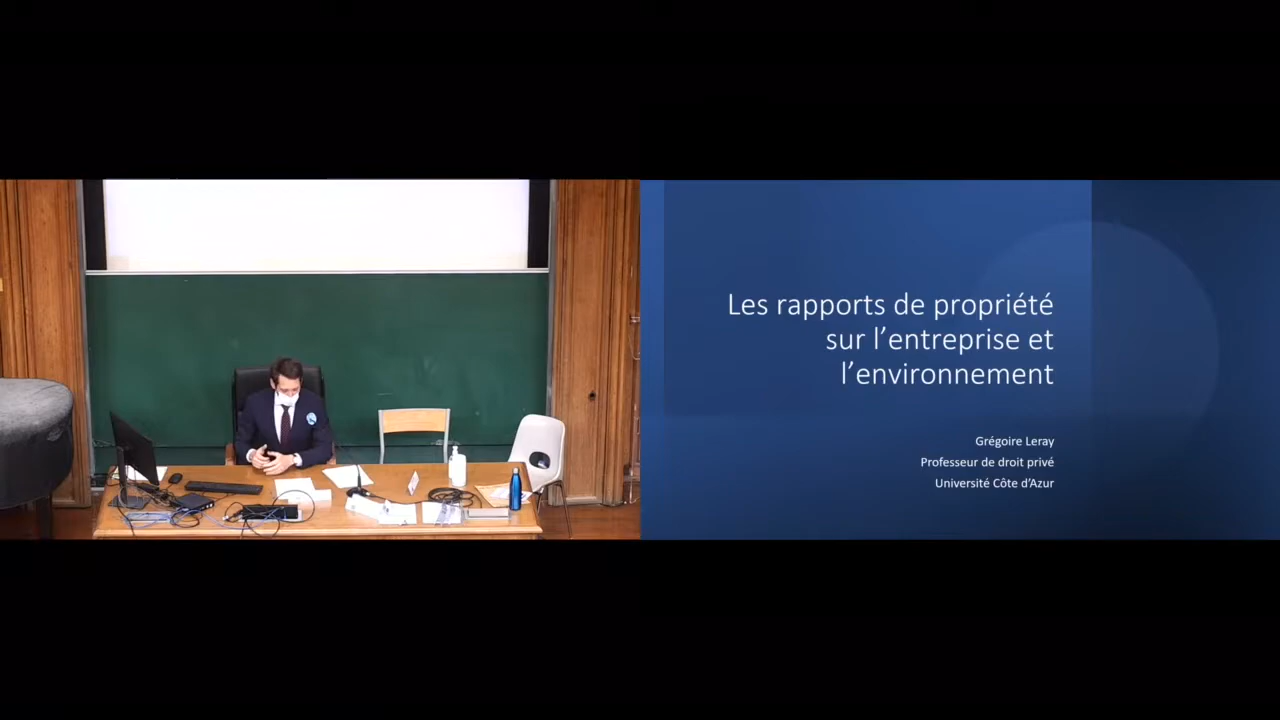 Les rapports de propriété
sur l’entreprise et
l’environnement
Grégoire Leray
Professeur de droit privé
Université Côte d’Azur